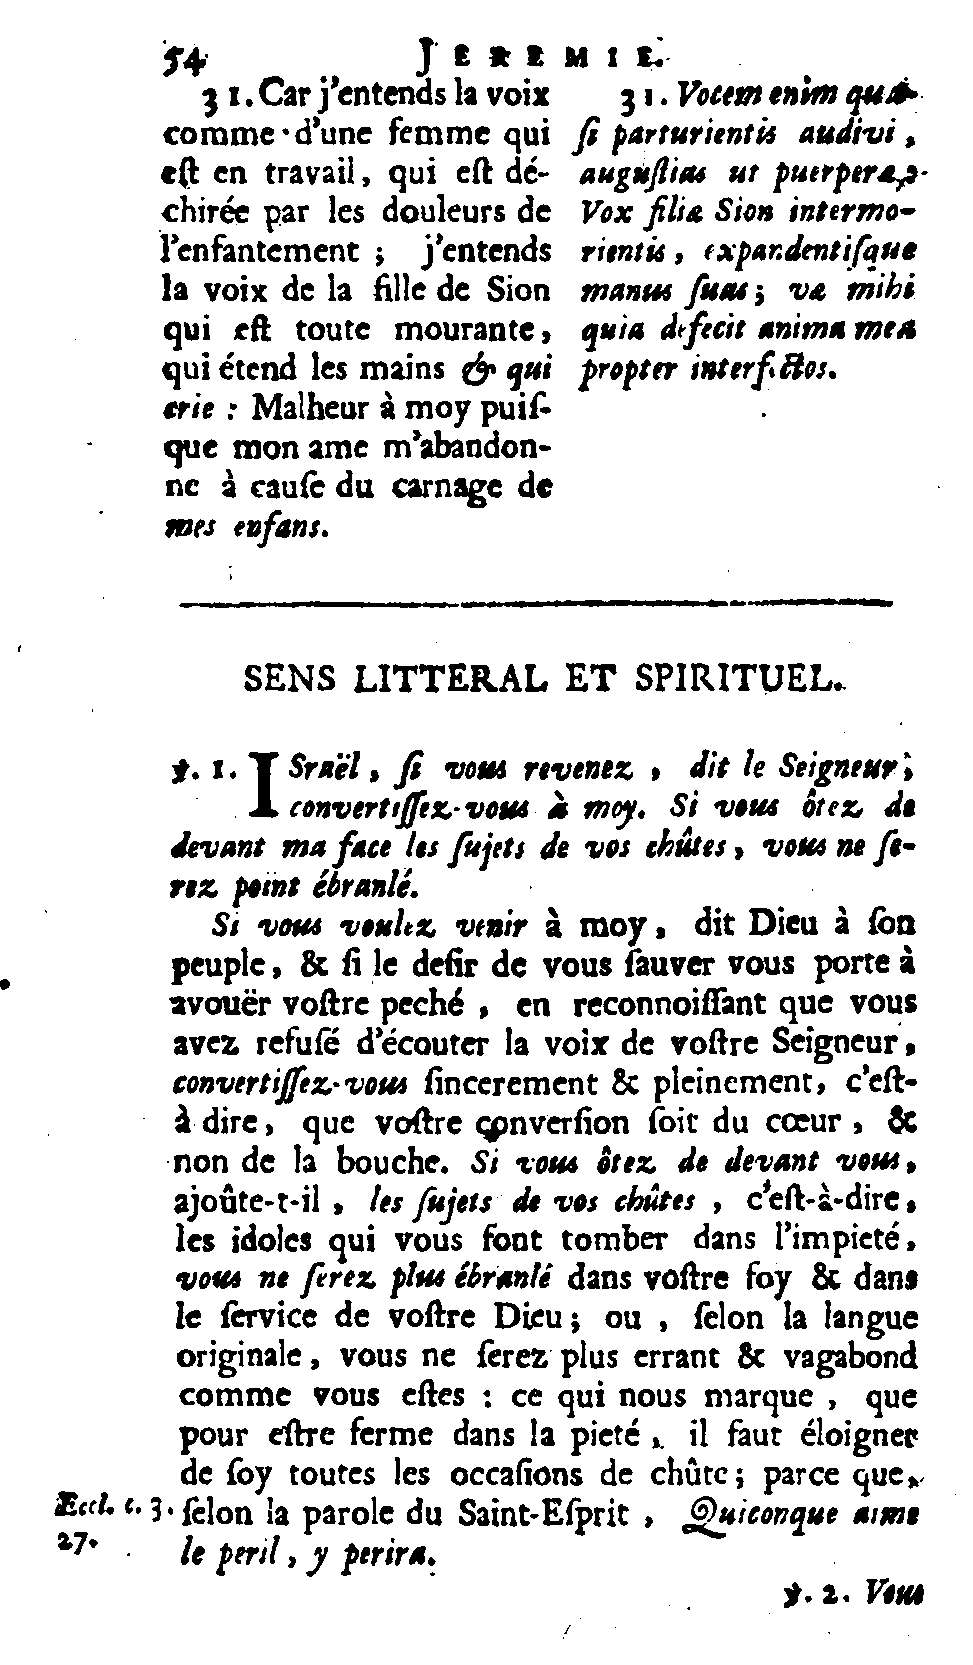 54 JEREMIE.
31. Car j'entends la voix
comme d'une femme qui
eſt en travail, qui eſt dé-
chirée par les douleurs de
l'enfantement ; j'entends
la voix de la fille de Sion
qui eſt toute mourante,
qui étend les mains & qui
crie : Malheur à moy puiſ-
que mon ame m'abandon-
ne à cauſe du carnage de
mes enfans.
31. Vocem enim qua-
ſi parturientis audivi,
anguſtias ut puerperæ,
Vox filiæ Sion intermo-
rientis, expandentiſque
manus ſuas; væ mihi
quia defecit anima mea
propter interfectos.
SENS LITTERAL ET SPIRITUEL.
℣. 1. ISraël, ſi vous revenez, dit le Seigneur,
convertiſſez-vous à moy. Si vous ôtez de
devant ma face les ſujets de vos chûtes, vous ne ſe-
rez point ébranlé.
Si vous voulez venir à moy, dit Dieu à ſon
peuple, & ſi le deſir de vous ſauver vous porte à
avouër voſtre peché, en reconnoiſſant que vous
avez refuſé d'écouter la voix de voſtre Seigneur,
convertiſſez-vous ſincerement & pleinement, c'eſt-
à dire, que voſtre converſion ſoit du cœur, &
non de la bouche. Si vous ôtez de devant vous,
ajoûte-t-il, les ſujets de vos chûtes, c'eſt-à-dire,
les idoles qui vous font tomber dans l'impieté,
vous ne ſerez plus ébranlé dans voſtre foy & dans
le ſervice de voſtre Dieu; ou, ſelon la langue
originale, vous ne ſerez plus errant & vagabond
comme vous eſtes : ce qui nous marque, que
pour eſtre ferme dans la pieté, il faut éloigner
de ſoy toutes les occaſions de chûte; parce que,
Eccl. c. 3. ſelon la parole du Saint-Eſprit, Quiconque aime
27. le peril, y perira.
℣. 2. Vous